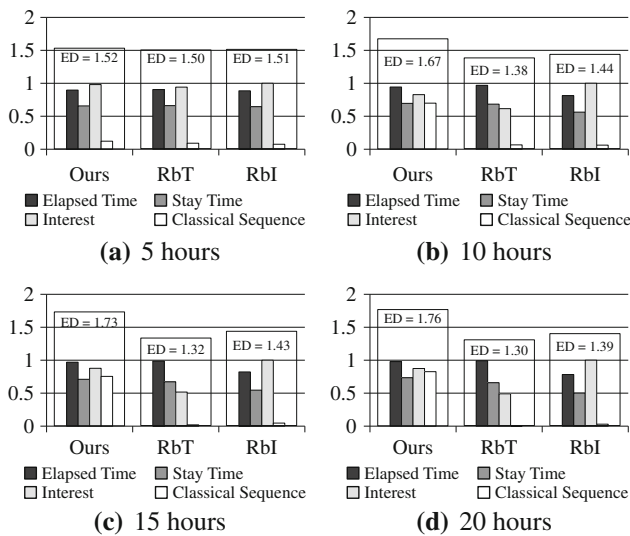 2
1.5
1
0.5
0
ED = 1.52
ED = 1.50
ED = 1.51
Ours
RbT
RbI
Elapsed Time
Stay Time
Interest
Classical Sequence
(a) 5 hours
2
1.5
1
0.5
0
ED = 1.67
ED = 1.38
ED = 1.44
Ours
RbT
RbI
Elapsed Time
Stay Time
Interest
Classical Sequence
(b) 10 hours
2
1.5
1
0.5
0
ED = 1.73
ED = 1.32
ED = 1.43
Ours
RbT
RbI
Elapsed Time
Stay Time
Interest
Classical Sequence
(c) 15 hours
2
1.5
1
0.5
0
ED = 1.76
ED = 1.30
ED = 1.39
Ours
RbT
RbI
Elapsed Time
Stay Time
Interest
Classical Sequence
(d) 20 hours